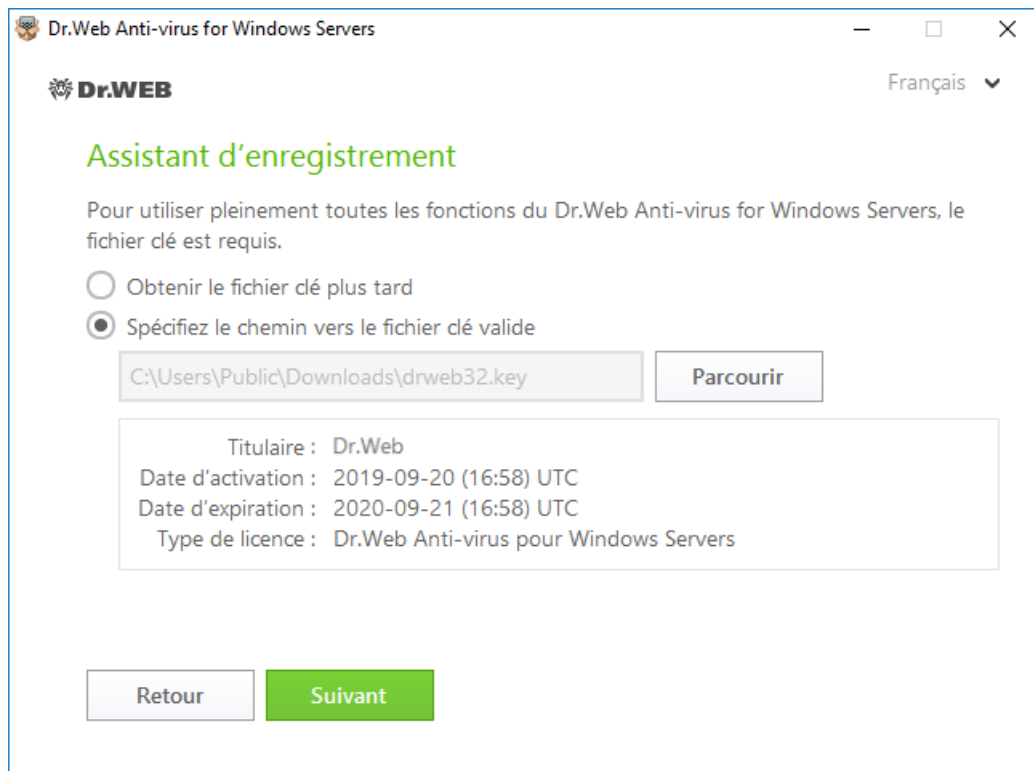 Dr.Web Anti-virus for Windows Servers
Dr.WEB
Français
Assistant d'enregistrement
Pour utiliser pleinement toutes les fonctions du Dr.Web Anti-virus for Windows Servers, le
fichier clé est requis.
Obtenir le fichier clé plus tard
Spécifiez le chemin vers le fichier clé valide
C:\Users\Public\Downloads\drweb32.key
Parcourir
Titulaire : Dr.Web
Date d'activation : 2019-09-20 (16:58) UTC
Date d'expiration : 2020-09-21 (16:58) UTC
Type de licence : Dr.Web Anti-virus pour Windows Servers
Retour
Suivant